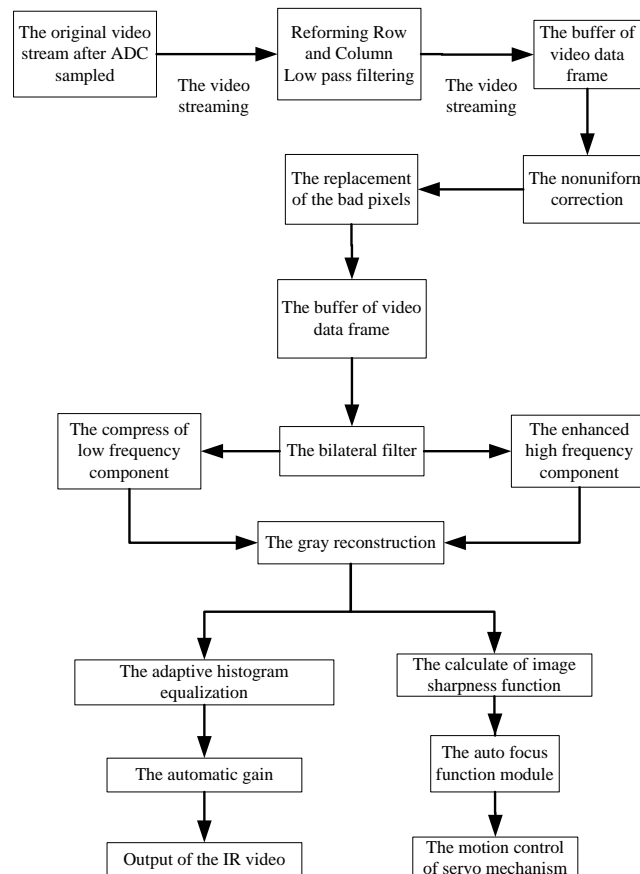 The original video
stream after ADC
sampled
The video
streaming
Reforming Row
and Column
Low pass filtering
The video
streaming
The buffer of
video data
frame
The nonuniform
correction
The replacement
of the bad pixels
The buffer of video
data frame
The compress of
low frequency
component
The bilateral filter
The enhanced
high frequency
component
The gray reconstruction
The adaptive histogram
equalization
The calculate of image
sharpness function
The automatic gain
The auto focus
function module
Output of the IR video
The motion control
of servo mechanism